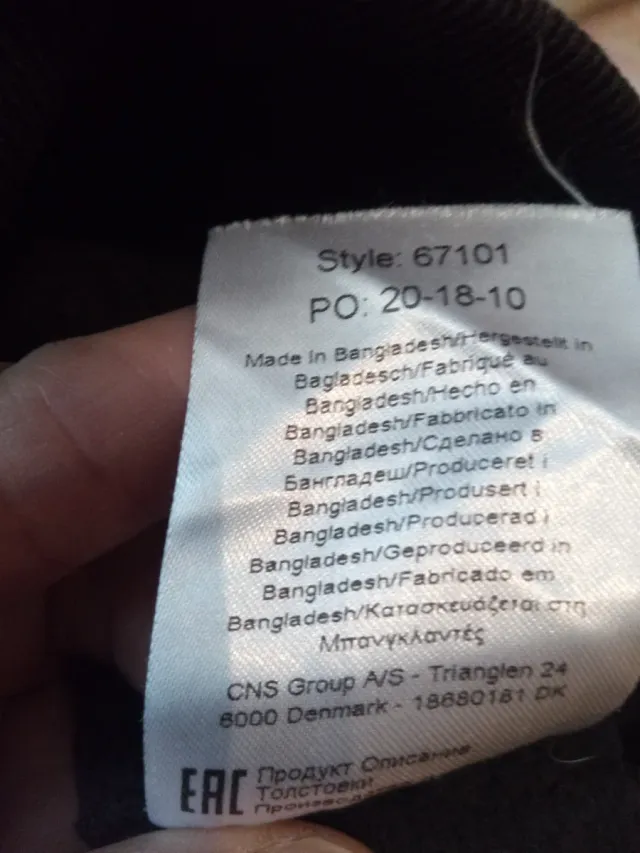 Style: 67101
PO: 20-18-10
Made in Bangladesh/Hergestellt in
Bagladesch/Fabriqué au
Bangladesh/Hecho en
Bangladesh/Fabbricato in
Bangladesh/Сделано в
Бангладеш/Produceret i
Bangladesh/Produsert i
Bangladesh/Producerad i
Bangladesh/Geproduceerd in
Bangladesh/Fabricado em
Bangladesh/Κατασκευάζεται στη
Μπανγκλαντές
CNS Group A/S - Trianglen 24
6000 Denmark - 18680181 DK
EAC
Продукт Описание
Толстовки